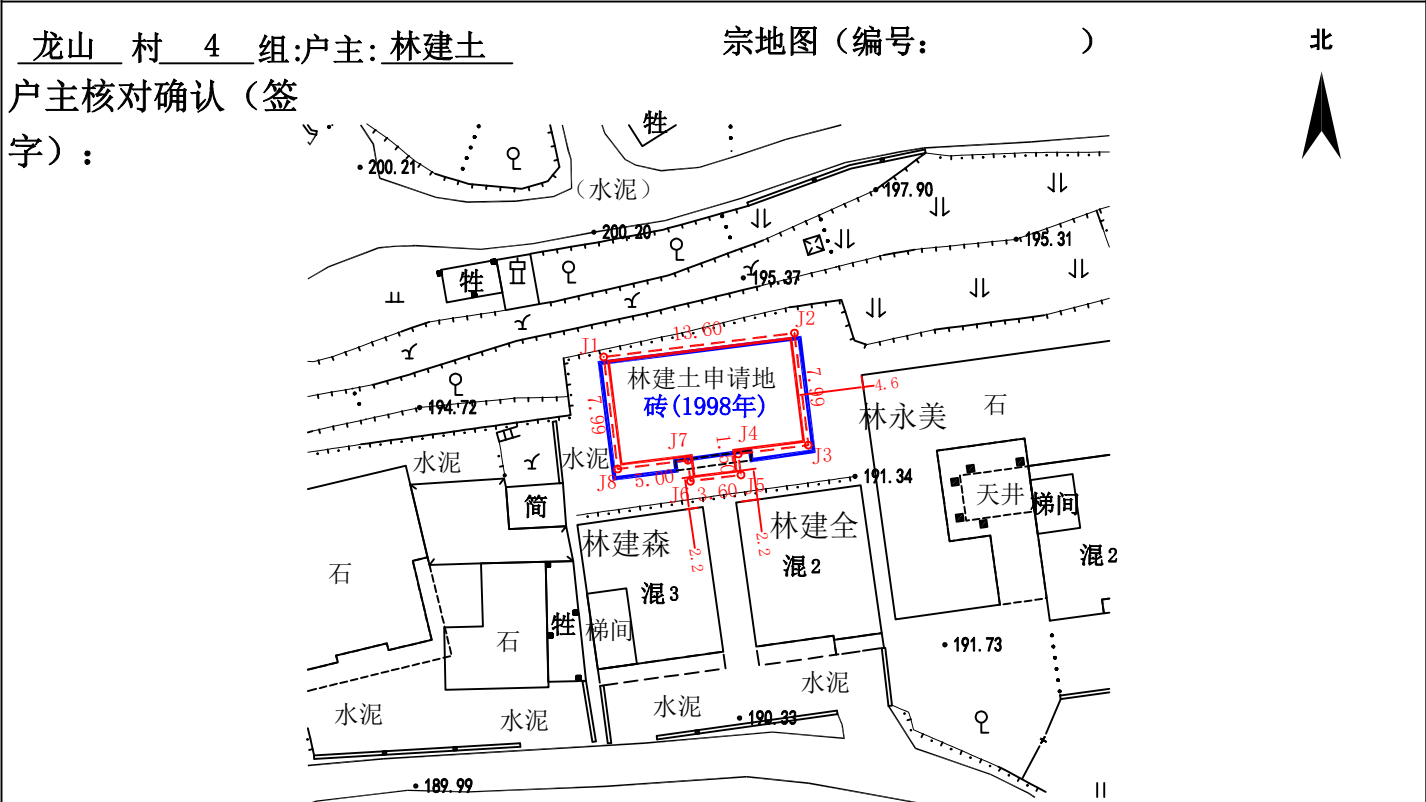 龙山 村 4 组:户主:林建土
宗地图（编号： ）
北
户主核对确认（签
字）：
牲
200.21
（水泥）
197.90
200.20
195.31
牲
195.37
J1
13.60
J2
林建土申请地
砖(1998年)
7.99
7.99
4.6
194.72
林永美
石
水泥
水泥
J7
1.60
J4
J3
J8
5.00
J6
3.60
J5
191.34
天井
梯间
简
林建森
林建全
2.2
2.2
混2
混2
石
混3
牲
梯间
石
191.73
水泥
水泥
水泥
水泥
190.33
189.99